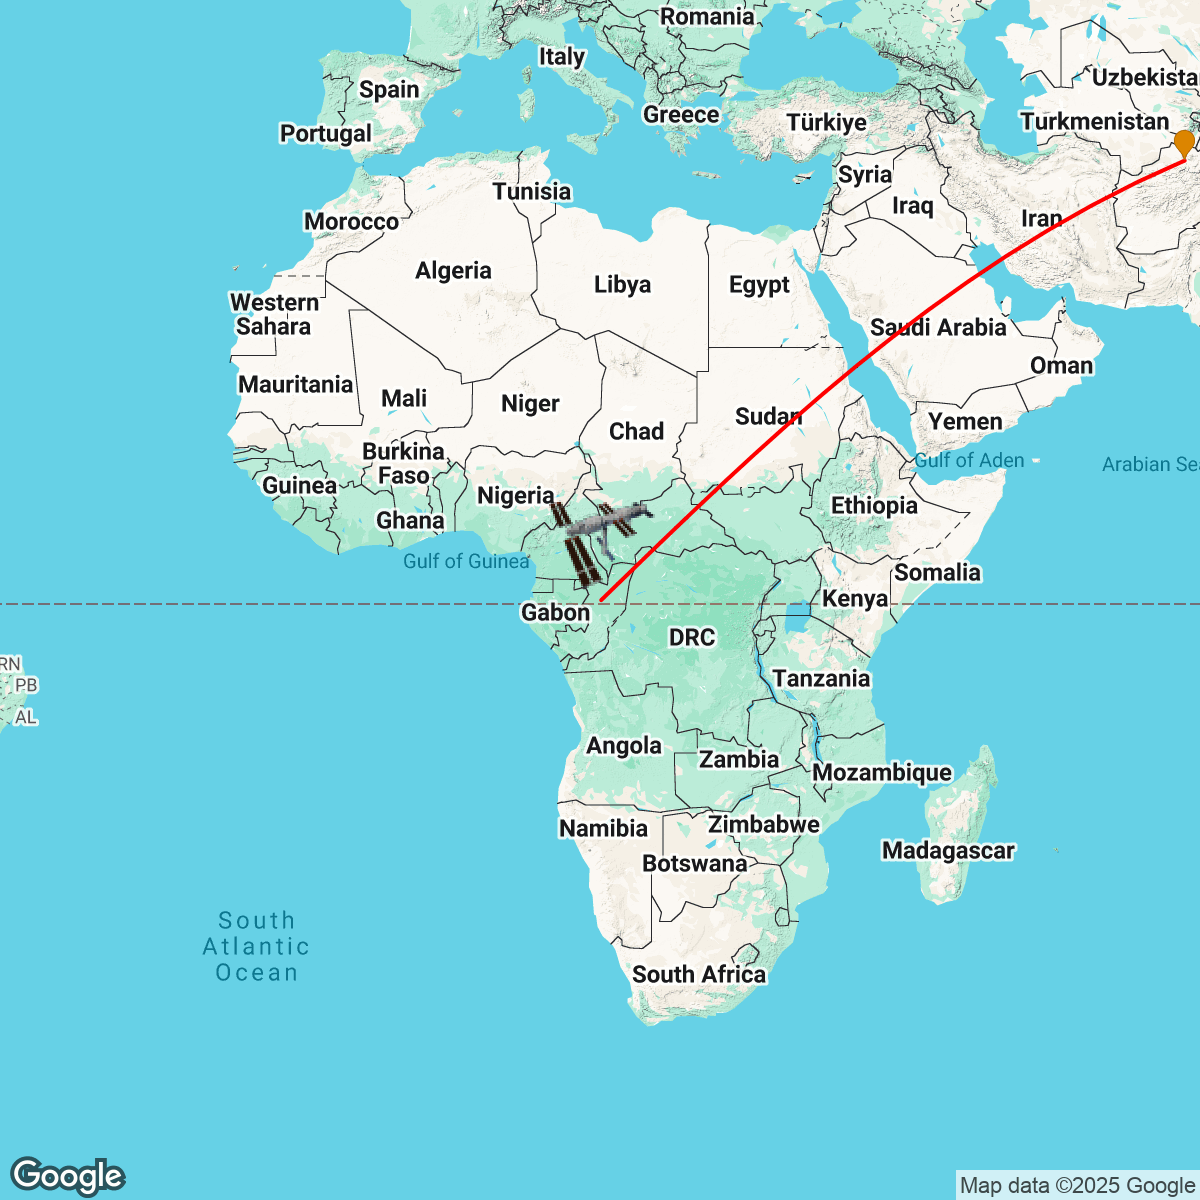 Romania
Italy
Uzbekista
Spain
Greece
Turkmenistan
Türkiye
Portugal
Syria
Tunisia
Iraq
Morocco
Iran
Algeria
Libya
Egypt
Western
Sahara
Saudi Arabia
Oman
Mauritania
Mali
Niger
Sudan
Yemen
Chad
Burkina
Faso
Gulf of Aden
Arabian Sea
Guinea
Nigeria
Ethiopia
Ghana
Gulf of Guinea
Somalia
Kenya
Gabon
DRC
RN
PB
AL
Tanzania
Angola
Zambia
Mozambique
Namibia
Zimbabwe
Botswana
Madagascar
South
Atlantic
Ocean
South Africa
Google
Map data ©2025 Google